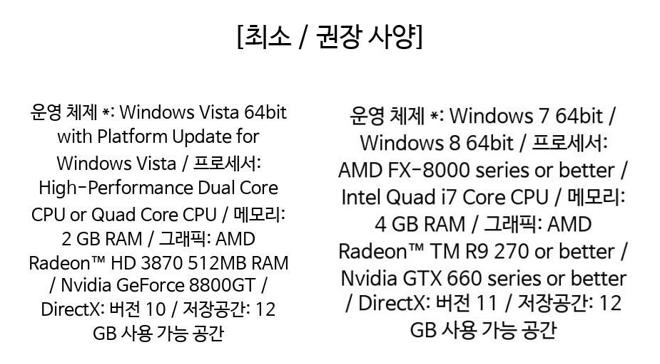 [최소 / 권장 사양]
운영 체제 *: Windows Vista 64bit
with Platform Update for
Windows Vista / 프로세서:
High-Performance Dual Core
CPU or Quad Core CPU / 메모리:
2 GB RAM / 그래픽: AMD
Radeon™ HD 3870 512MB RAM
/ Nvidia GeForce 8800GT /
DirectX: 버전 10 / 저장공간: 12
GB 사용 가능 공간
운영 체제 *: Windows 7 64bit /
Windows 8 64bit / 프로세서:
AMD FX-8000 series or better /
Intel Quad i7 Core CPU / 메모리:
4 GB RAM / 그래픽: AMD
Radeon™ TM R9 270 or better /
Nvidia GTX 660 series or better
/ DirectX: 버전 11 / 저장공간: 12
GB 사용 가능 공간